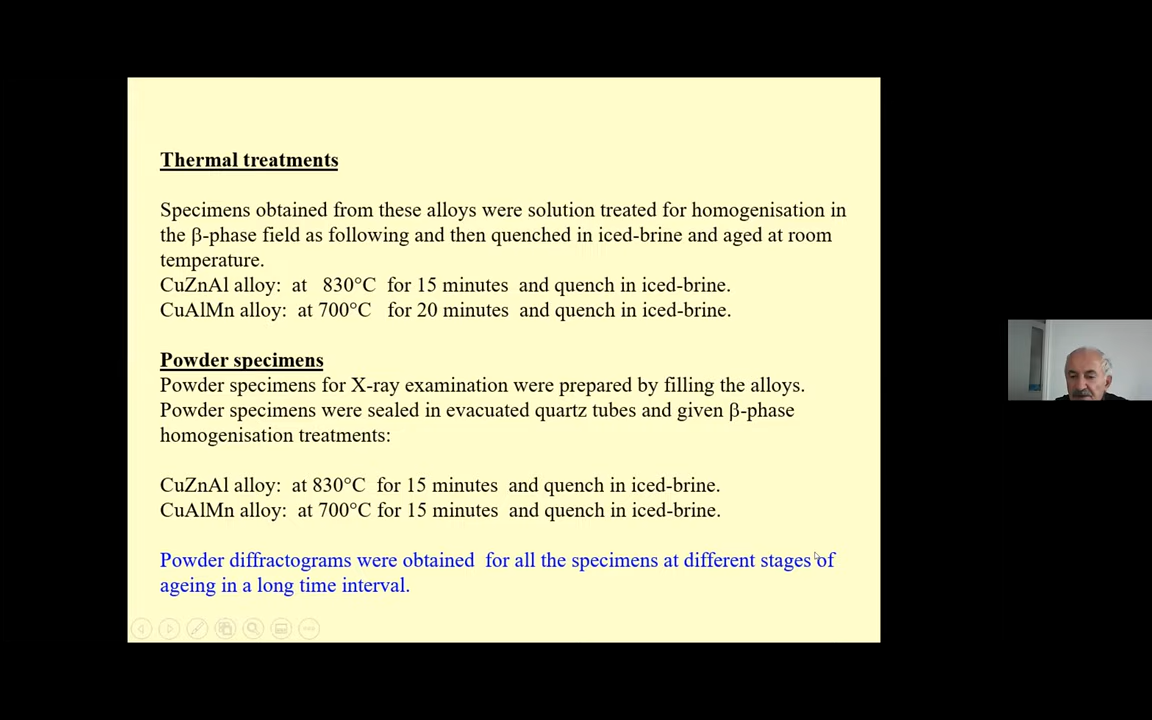 Thermal treatments
Specimens obtained from these alloys were solution treated for homogenisation in
the β-phase field as following and then quenched in iced-brine and aged at room
temperature.
CuZnAl alloy:  at   830°C  for 15 minutes  and quench in iced-brine.
CuAlMn alloy:  at 700°C   for 20 minutes  and quench in iced-brine.
Powder specimens
Powder specimens for X-ray examination were prepared by filling the alloys.
Powder specimens were sealed in evacuated quartz tubes and given β-phase
homogenisation treatments:
CuZnAl alloy:  at 830°C  for 15 minutes  and quench in iced-brine.
CuAlMn alloy:  at 700°C for 15 minutes  and quench in iced-brine.
Powder diffractograms were obtained  for all the specimens at different stages of
ageing in a long time interval.